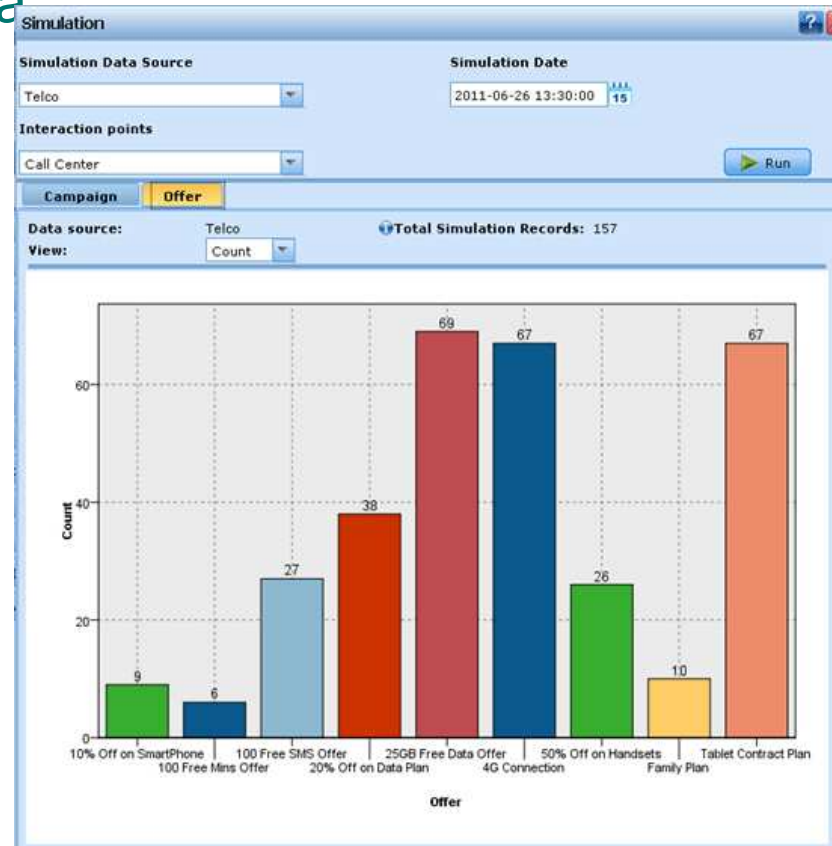 a
Simulation ?
Simulation Data Source Simulation Date
Telco 2011-06-26 13:30:00 15
Interaction points
Call Center Run
Campaign Offer
Data source: Telco Total Simulation Records: 157
View: Count
69
67
67
60
40
38
27
26
20
9
6
10
0
Count
10% Off on SmartPhone 100 Free SMS Offer 25GB Free Data Offer 50% Off on Handsets Tablet Contract Plan
100 Free Mins Offer 20% Off on Data Plan 4G Connection Family Plan
Offer